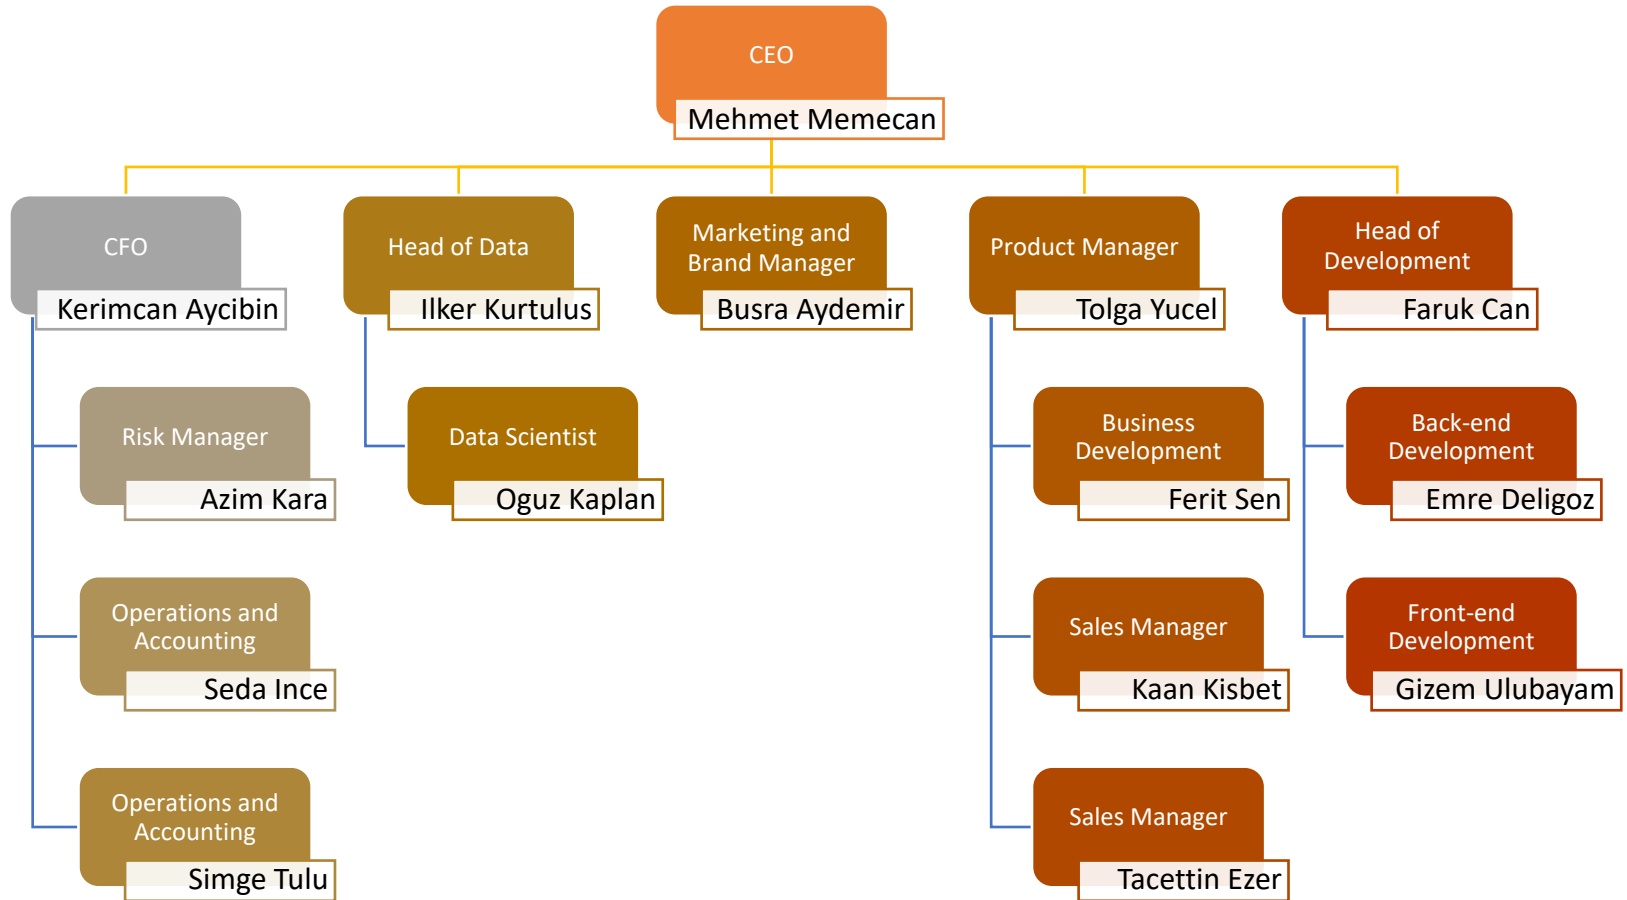 CEO
Mehmet Memecan
CFO
Kerimcan Aycibin
Head of Data
Ilker Kurtulus
Marketing and
Brand Manager
Busra Aydemir
Product Manager
Tolga Yucel
Head of
Development
Faruk Can
Risk Manager
Azim Kara
Data Scientist
Oguz Kaplan
Business
Development
Ferit Sen
Back-end
Development
Emre Deligoz
Operations and
Accounting
Seda Ince
Sales Manager
Kaan Kisbet
Front-end
Development
Gizem Ulubayam
Operations and
Accounting
Simge Tulu
Sales Manager
Tacettin Ezer